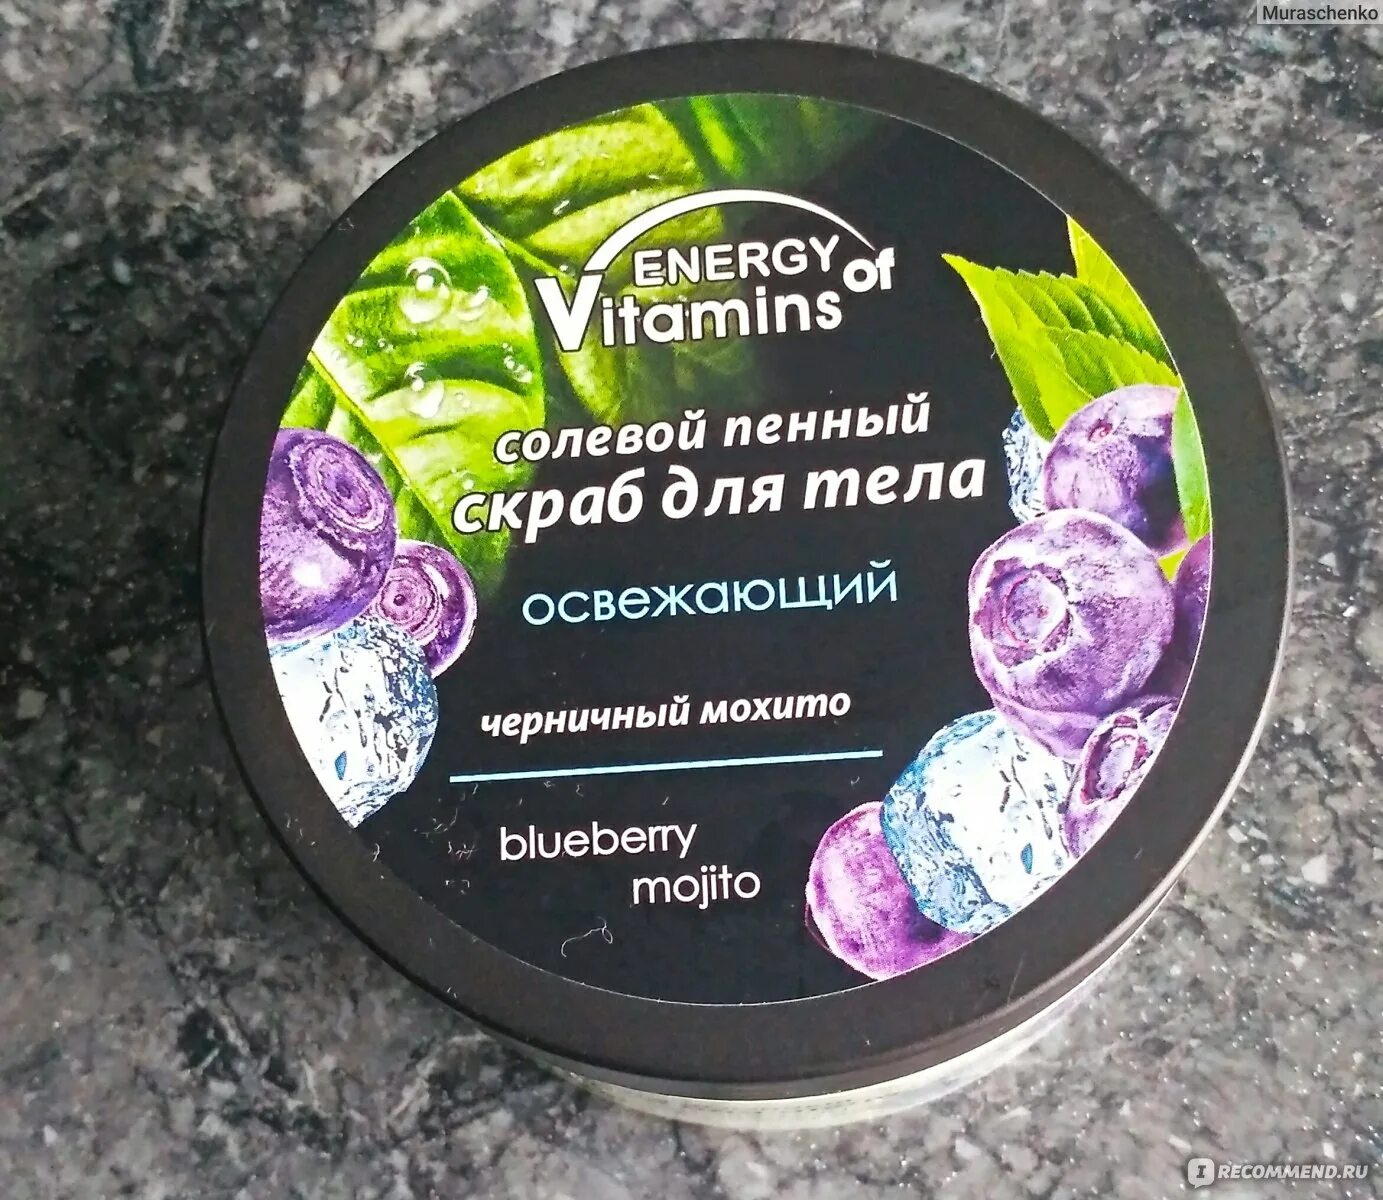 Muraschenko
ENERGY of
Vitamins
солевой пенный
скраб для тела
освежающий
черничный мохито
blueberry
mojito
I RECOMMEND.RU